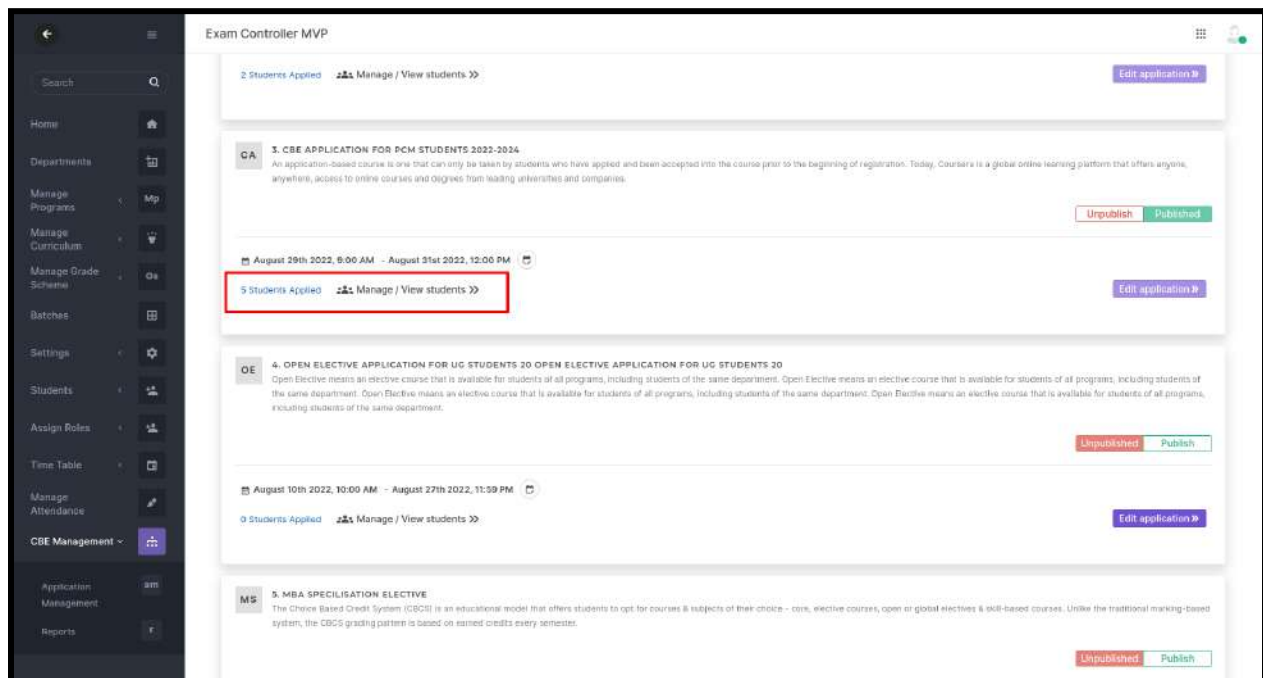 Exam Controller MVP
Search
Home
Departments
Manage
Programs
Mp
Manage
Curriculum
Manage Grade
Scheme
Batches
Settings
Students
Assign Roles
Time Table
Manage
Attendance
CBE Management
Application
Management
am
Reports
r
2 Students Applied Manage / View students >>
Edit application »
CA
3. CBE APPLICATION FOR PCM STUDENTS 2022-2024
An application-based course is one that can only be taken by students who have applied and been accepted into the course prior to the beginning of registration. Today, Coursera is a global online learning platform that offers anyone,
anywhere, access to online courses and degrees from leading universities and companies.
Unpublish Published
August 29th 2022, 9:00 AM - August 31st 2022, 12:00 PM
5 Students Applied Manage / View students >>
Edit application »
OE
4. OPEN ELECTIVE APPLICATION FOR UG STUDENTS 20 OPEN ELECTIVE APPLICATION FOR UG STUDENTS 20
Open Elective means an elective course that is available for students of all programs, including students of the same department. Open Elective means an elective course that is available for students of all programs, including students of
the same department. Open Elective means an elective course that is available for students of all programs, including students of the same department. Open Elective means an elective course that is available for students of all programs,
including students of the same department.
Unpublished Publish
August 10th 2022, 10:00 AM - August 27th 2022, 11:59 PM
0 Students Applied Manage / View students >>
Edit application »
MS
5. MBA SPECILISATION ELECTIVE
The Choice Based Credit System (CBCS) is an educational model that offers students to opt for courses & subjects of their choice - core, elective courses, open or global electives & skill-based courses. Unlike the traditional marking-based
system, the CBCS grading pattern is based on earned credits every semester.
Unpublished Publish